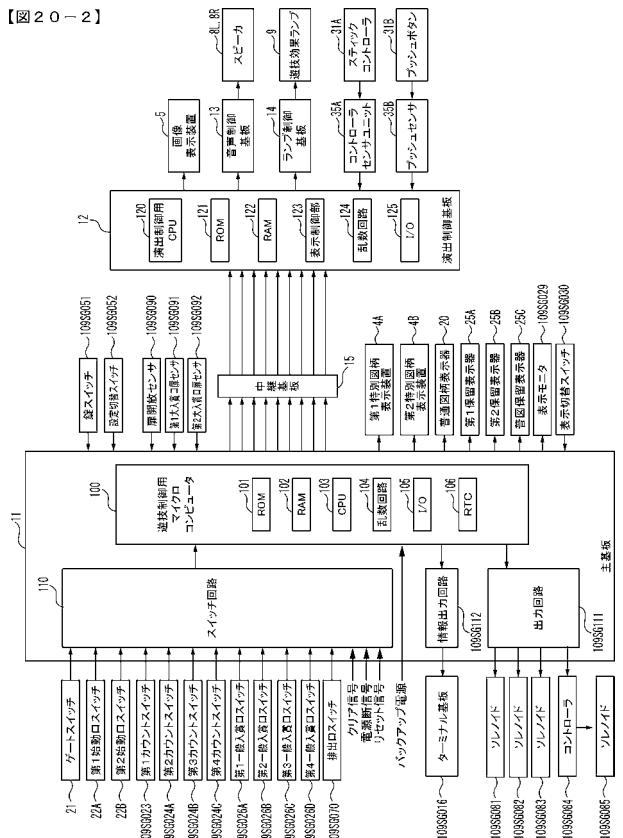 【図20-2】
8L、8R
スピーカ
9
遊技効果ランプ
31A
スティック
コントローラ
31B
プッシュボタン
5
画像
表示装置
13
音声制御
基板
14
ランプ制御
基板
35A
コントローラ
センサユニット
35B
プッシュセンサ
12
120
演出制御用
CPU
121
ROM
122
RAM
123
表示制御部
124
乱数回路
125
I/O
演出制御基板
109SG051
錠スイッチ
109SG052
設定切替スイッチ
109SG090
扉開放センサ
109SG091
第1大入賞口扉センサ
109SG092
第2大入賞口扉センサ
中継基板
15
4A
第1特別図柄
表示装置
4B
第2特別図柄
表示装置
20
普通図柄表示器
25A
第1保留表示器
25B
第2保留表示器
25C
普図保留表示器
109SG029
表示モニタ
109SG030
表示切替スイッチ
11
100
遊技制御用
マイクロ
コンピュータ
101
ROM
102
RAM
103
CPU
104
乱数回路
105
I/O
106
RTC
主基板
110
スイッチ回路
情報出力回路
109SG112
出力回路
109SG111
クリア信号
電源断信号
リセット信号
バックアップ電源
ゲートスイッチ
21
第1始動口スイッチ
22A
第2始動口スイッチ
22B
第1カウントスイッチ
109SG023
第2カウントスイッチ
109SG024A
第3カウントスイッチ
109SG024B
第4カウントスイッチ
109SG024C
第1一般入賞口スイッチ
109SG026A
第2一般入賞口スイッチ
109SG026B
第3一般入賞口スイッチ
109SG026C
第4一般入賞口スイッチ
109SG026D
排出口スイッチ
109SG070
ターミナル基板
109SG016
ソレノイド
109SG081
ソレノイド
109SG082
ソレノイド
109SG083
コントローラ
109SG084
ソレノイド
109SG085